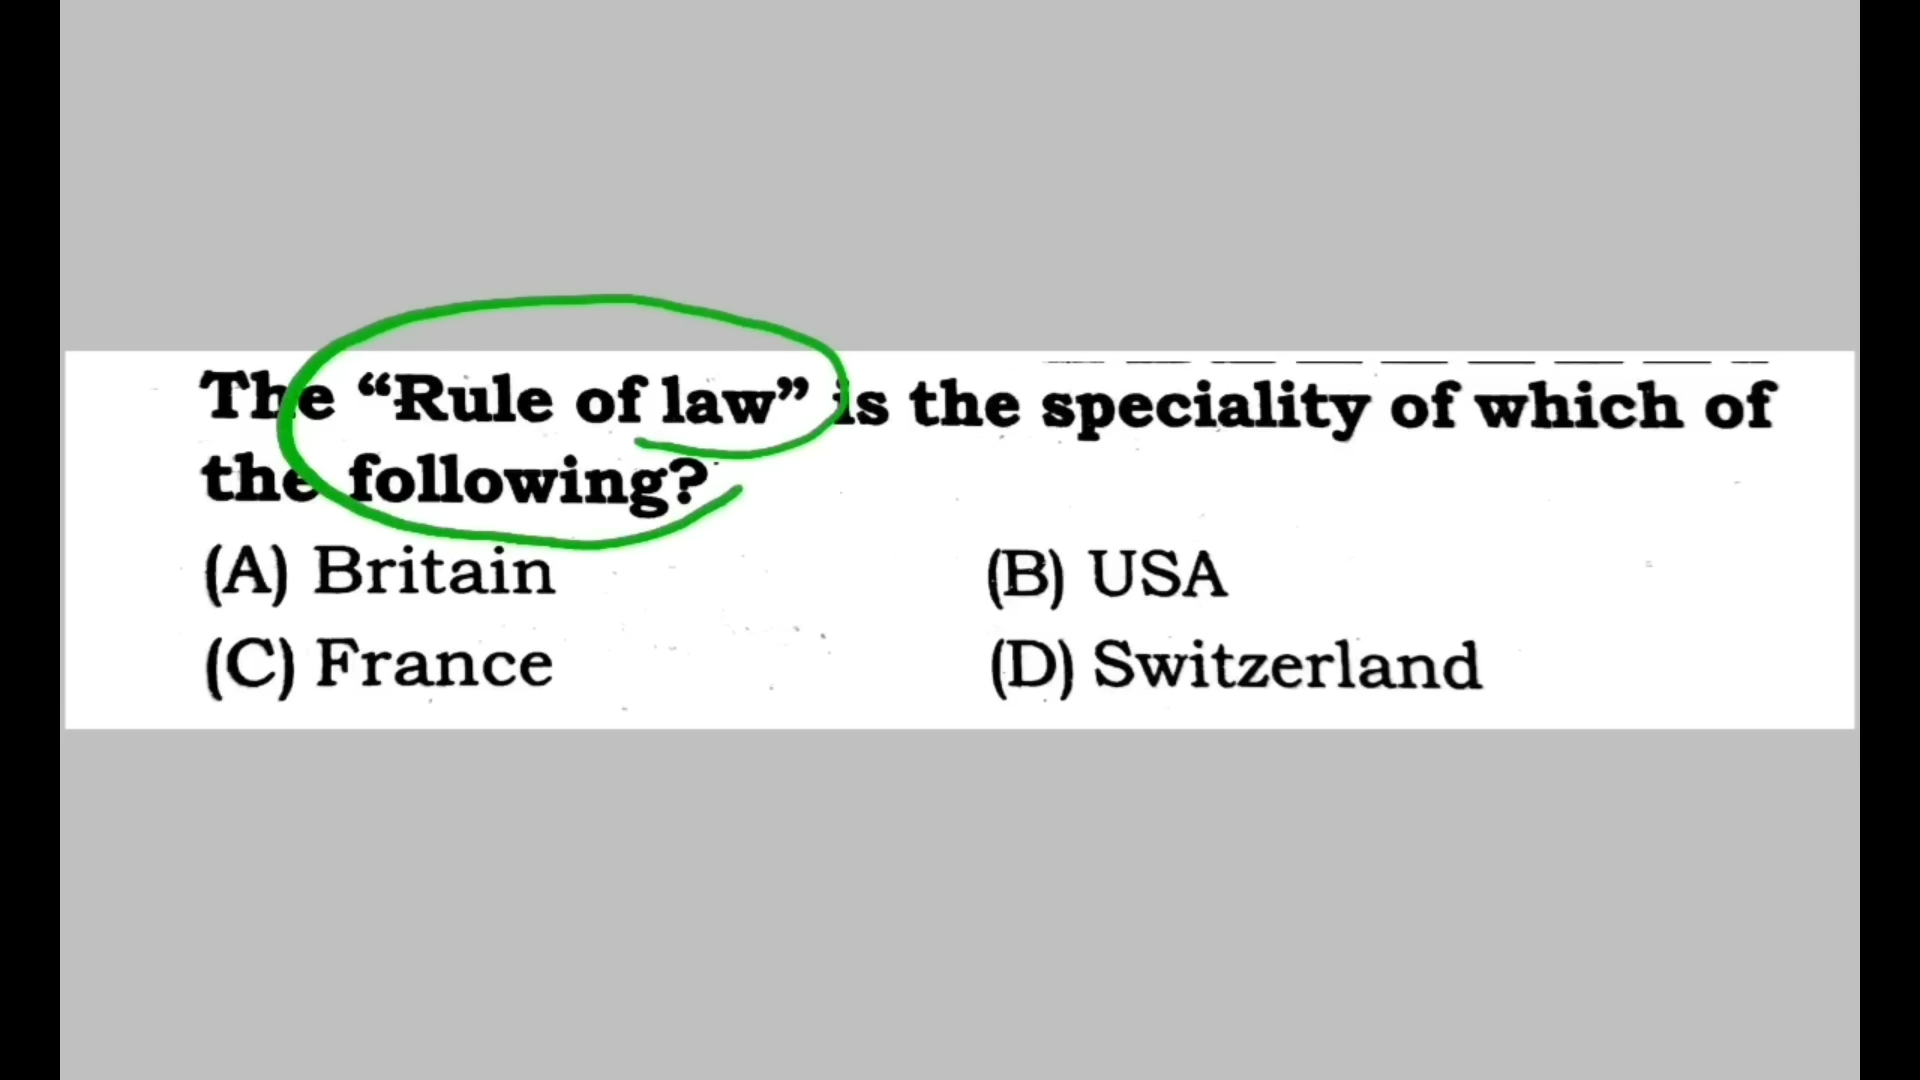 The “Rule of law” is the speciality of which of
the following?
(A) Britain
(B) USA
(C) France
(D) Switzerland